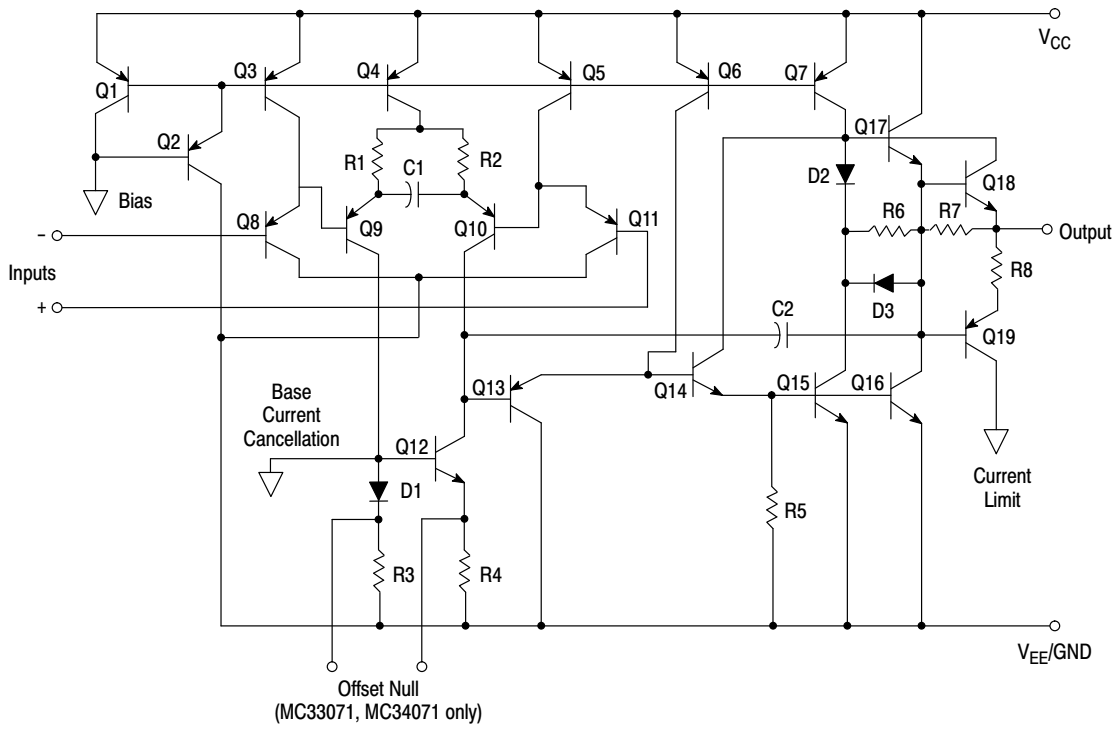 V_CC
Q3
Q4
Q5
Q6
Q7
Q1
Q17
Q2
R1
C1
R2
D2
Q18
Bias
Q8
Q9
Q10
Q11
R6
R7
Output
−
Inputs
R8
+
D3
C2
Q19
Q13
Q14
Q15
Q16
Base
Current
Cancellation
Q12
Current
Limit
D1
R5
R3
R4
V_EE/GND
Offset Null
(MC33071, MC34071 only)